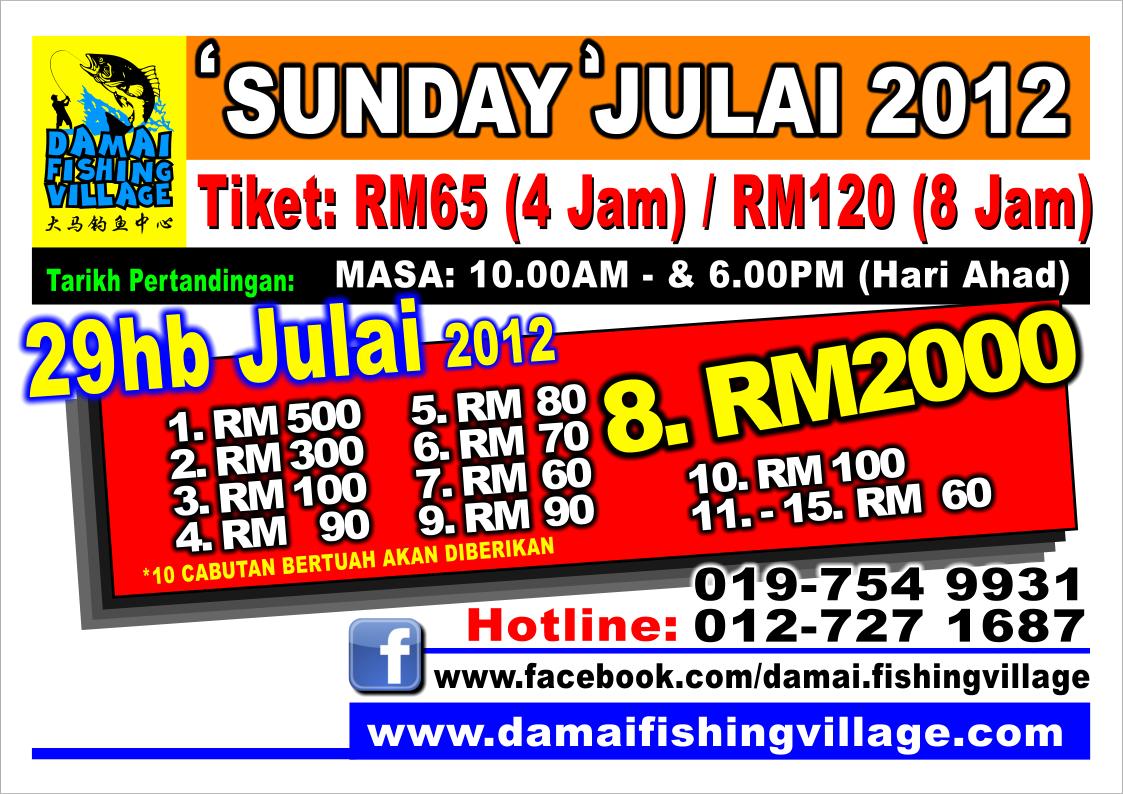 ‘SUNDAY’JULAI 2012
DAMAI
FISHING
VILLAGE
大马钓鱼中心
Tiket: RM65 (4 Jam) / RM120 (8 Jam)
Tarikh Pertandingan:
MASA: 10.00AM - & 6.00PM (Hari Ahad)
29hb Julai 2012
1. RM 500
2. RM 300
3. RM 100
4. RM 90
5. RM 80
6. RM 70
7. RM 60
9. RM 90
8. RM2000
10. RM 100
11. - 15. RM 60
*10 CABUTAN BERTUAH AKAN DIBERIKAN
019-754 9931
Hotline: 012-727 1687
f www.facebook.com/damai.fishingvillage
www.damaifishingvillage.com